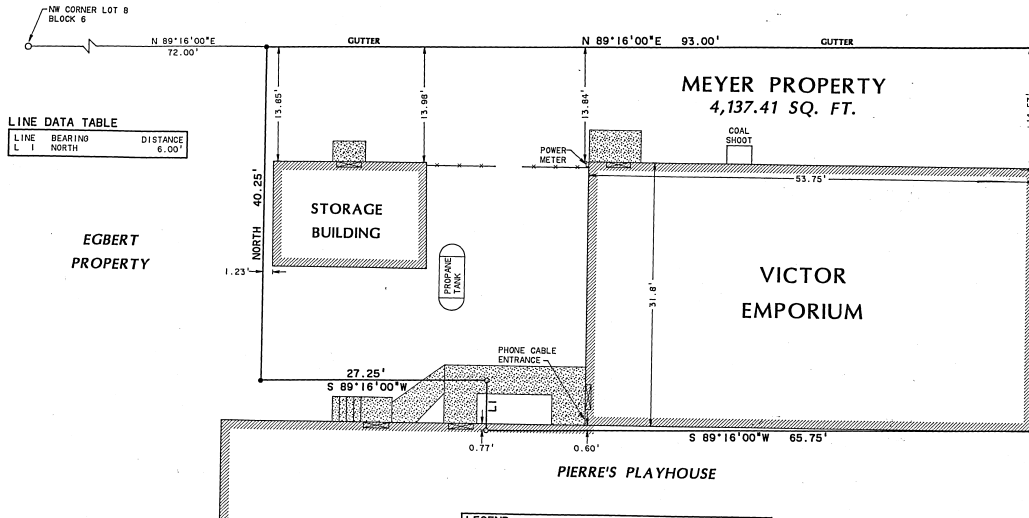 NW CORNER LOT 8
BLOCK 6
N 89°16'00"E
72.00'
GUTTER
N 89°16'00"E 93.00'
GUTTER
MEYER PROPERTY
4,137.41 SQ. FT.
13.85'
13.98'
13.84'
LINE DATA TABLE
LINE BEARING DISTANCE
L 1 NORTH 6.00'
COAL
SHOOT
POWER
METER
53.75'
NORTH 40.25'
STORAGE
BUILDING
EGBERT
PROPERTY
1.23'
PROPANE
TANK
31.8'
VICTOR
EMPORIUM
PHONE CABLE
ENTRANCE
27.25'
S 89°16'00"W
L1
S 89°16'00"W 65.75'
0.77'
0.60'
PIERRE'S PLAYHOUSE